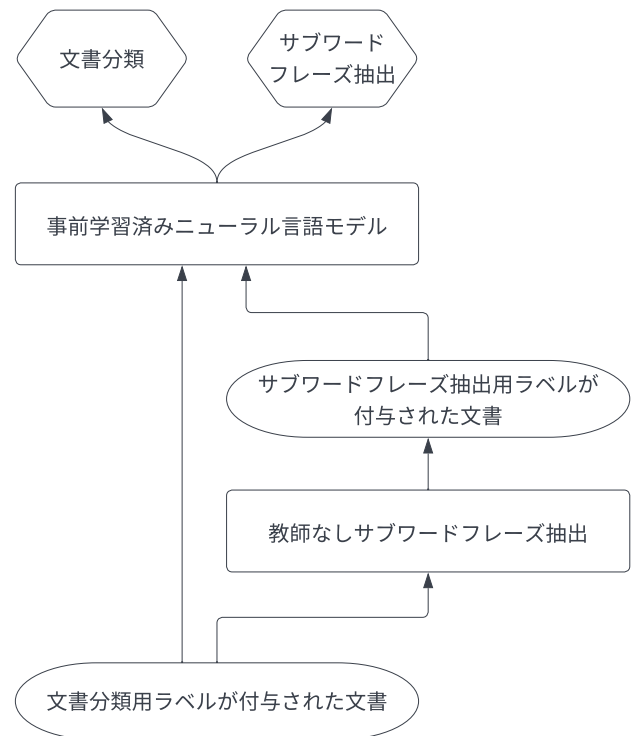 文書分類
サブワード
フレーズ抽出
事前学習済みニューラル言語モデル
サブワードフレーズ抽出用ラベルが
付与された文書
教師なしサブワードフレーズ抽出
文書分類用ラベルが付与された文書